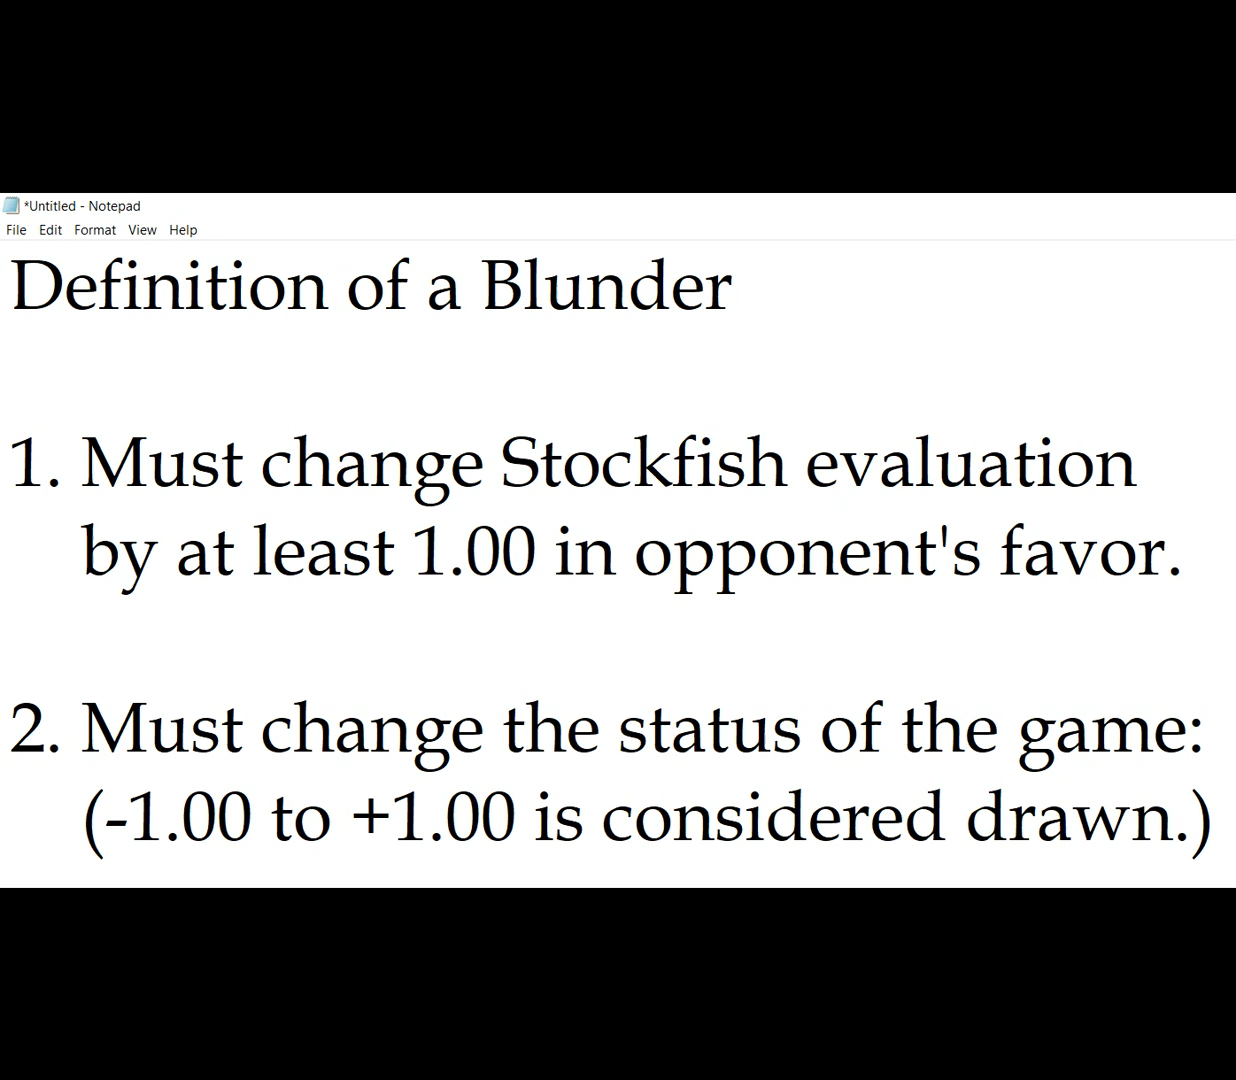 *Untitled - Notepad
File Edit Format View Help
Definition of a Blunder
1. Must change Stockfish evaluation
by at least 1.00 in opponent's favor.
2. Must change the status of the game:
(-1.00 to +1.00 is considered drawn.)